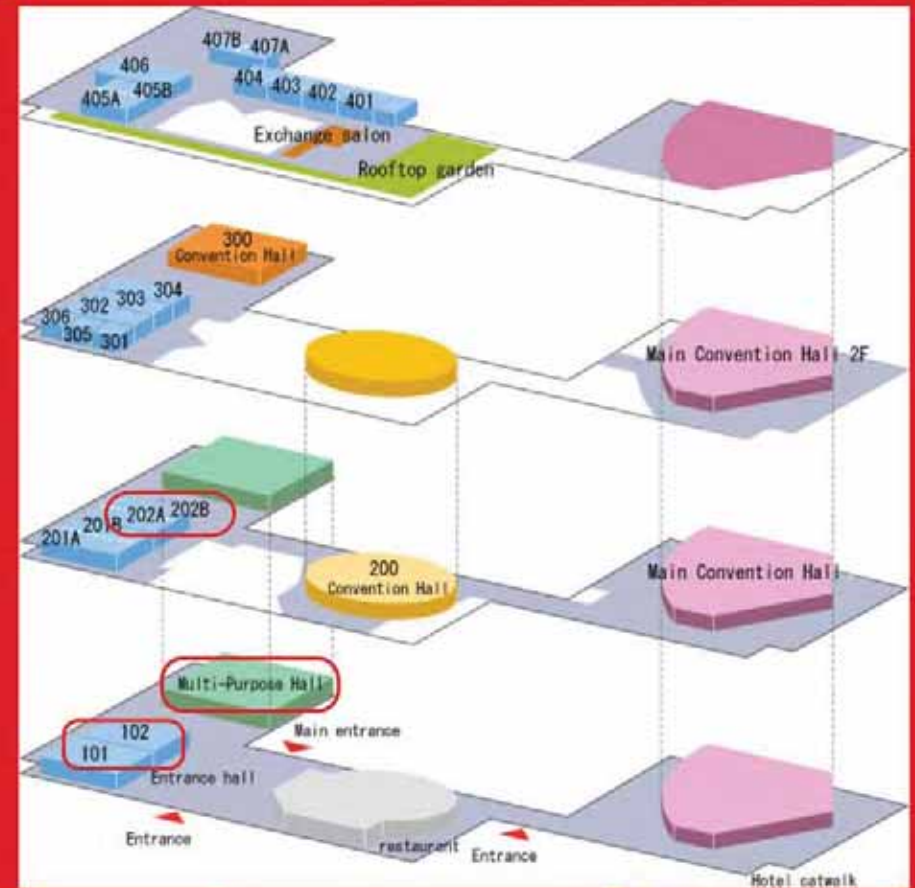 407B
407A
406
404
403
402
401
405A
405B
Exchange salon
Rooftop garden
300
Convention Hall
302
303
304
306
305
301
Main Convention Hall 2F
201A
201B
202A
202B
200
Convention Hall
Main Convention Hall
Multi-Purpose Hall
Main entrance
102
101
Entrance hall
Entrance
restaurant
Entrance
Hotel catwalk